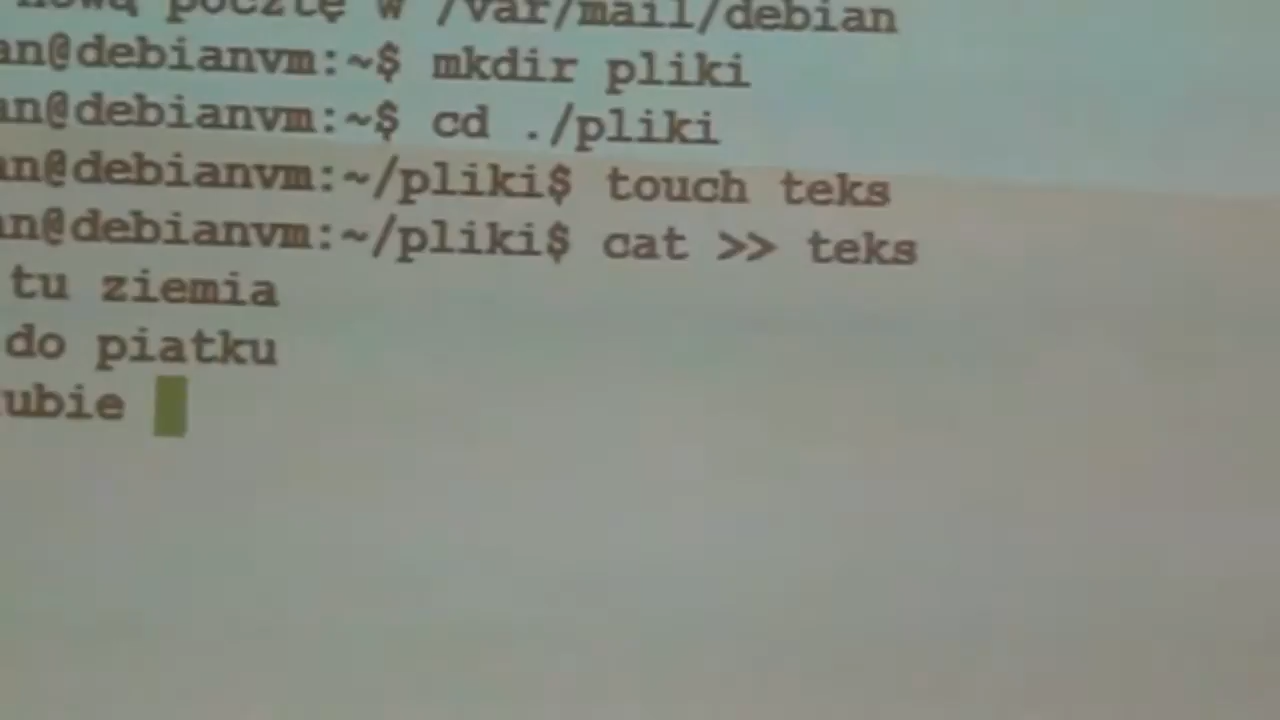 nową pocztę w /var/mail/debian
an@debianvm:~$ mkdir pliki
an@debianvm:~$ cd ./pliki
an@debianvm:~/pliki$ touch teks
an@debianvm:~/pliki$ cat >> teks
tu ziemia
do piatku
ubie